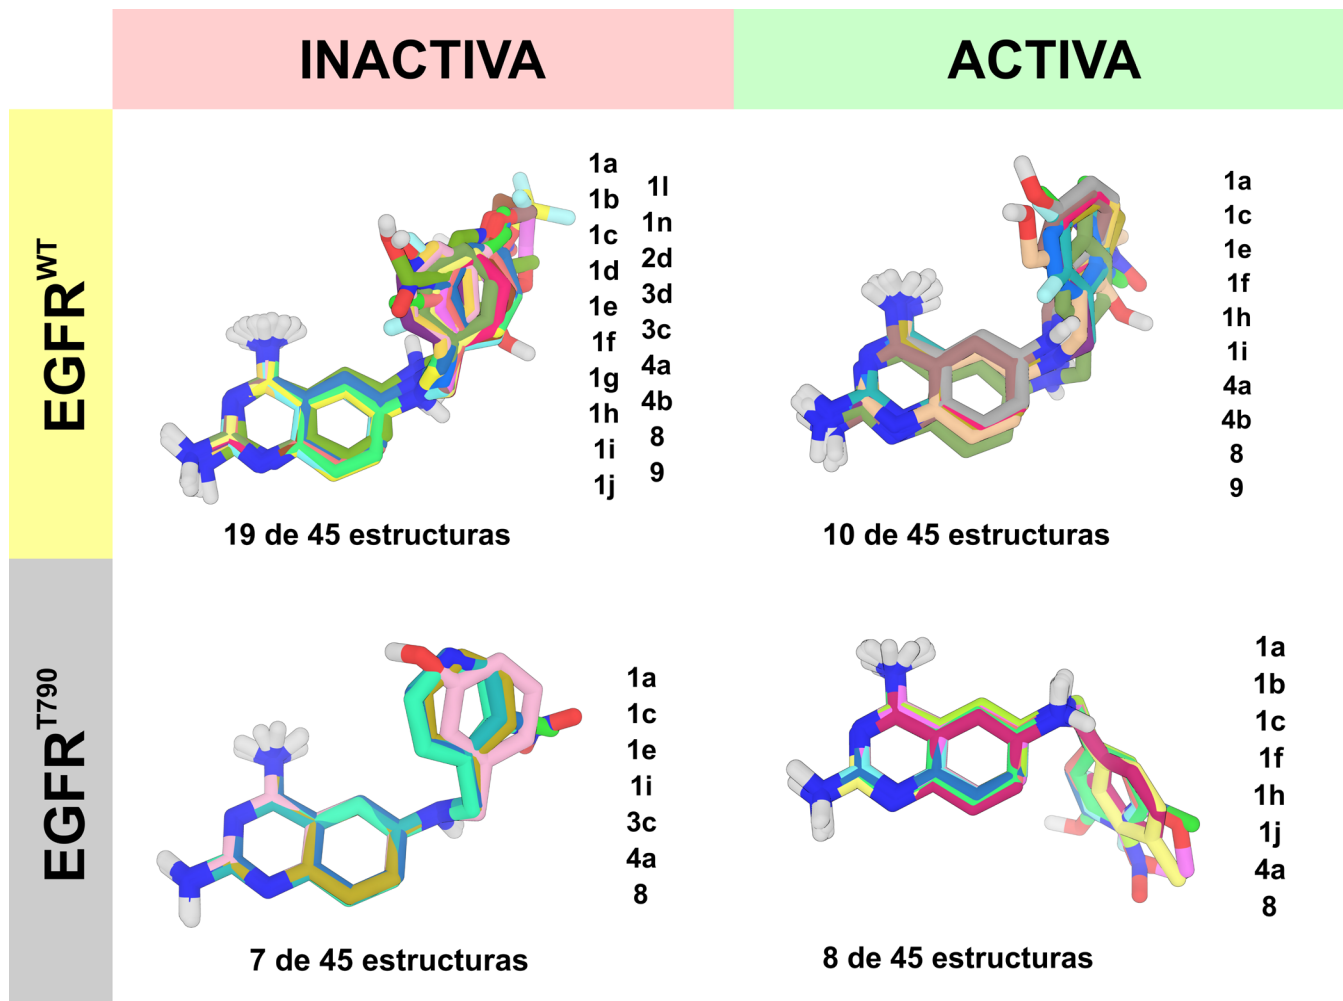 INACTIVA
ACTIVA
EGFR^WT
1a
1b
1c
1d
1e
1f
1g
1h
1i
1j
1l
1n
2d
3d
3c
4a
4b
8
9
19 de 45 estructuras
1a
1c
1e
1f
1h
1i
4a
4b
8
9
10 de 45 estructuras
EGFR^T790
1a
1c
1e
1i
3c
4a
8
7 de 45 estructuras
1a
1b
1c
1f
1h
1j
4a
8
8 de 45 estructuras